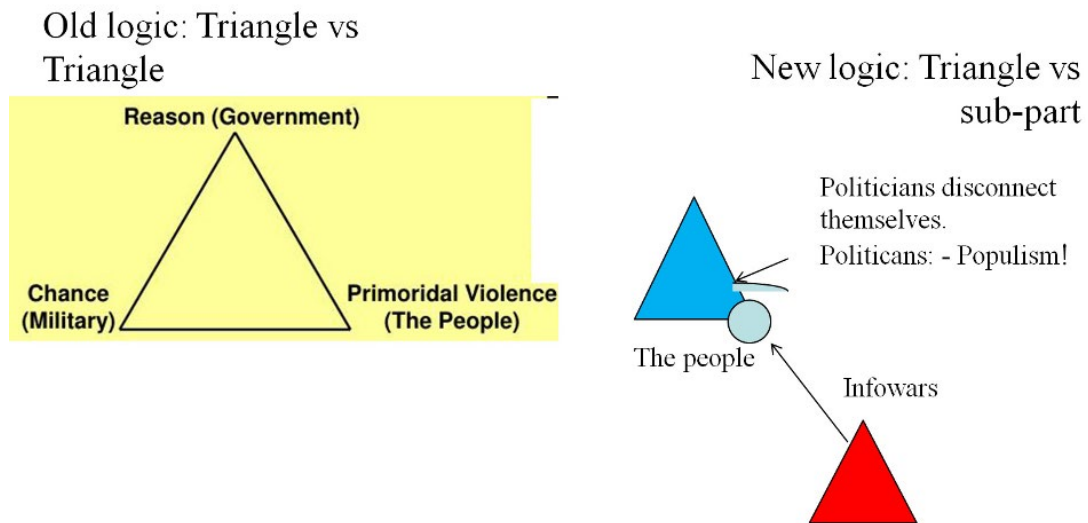 Old logic: Triangle vs
Triangle
Reason (Government)
Chance
(Military)
Primoridal Violence
(The People)
New logic: Triangle vs
sub-part
Politicians disconnect
themselves.
Politicans: - Populism!
The people
Infowars